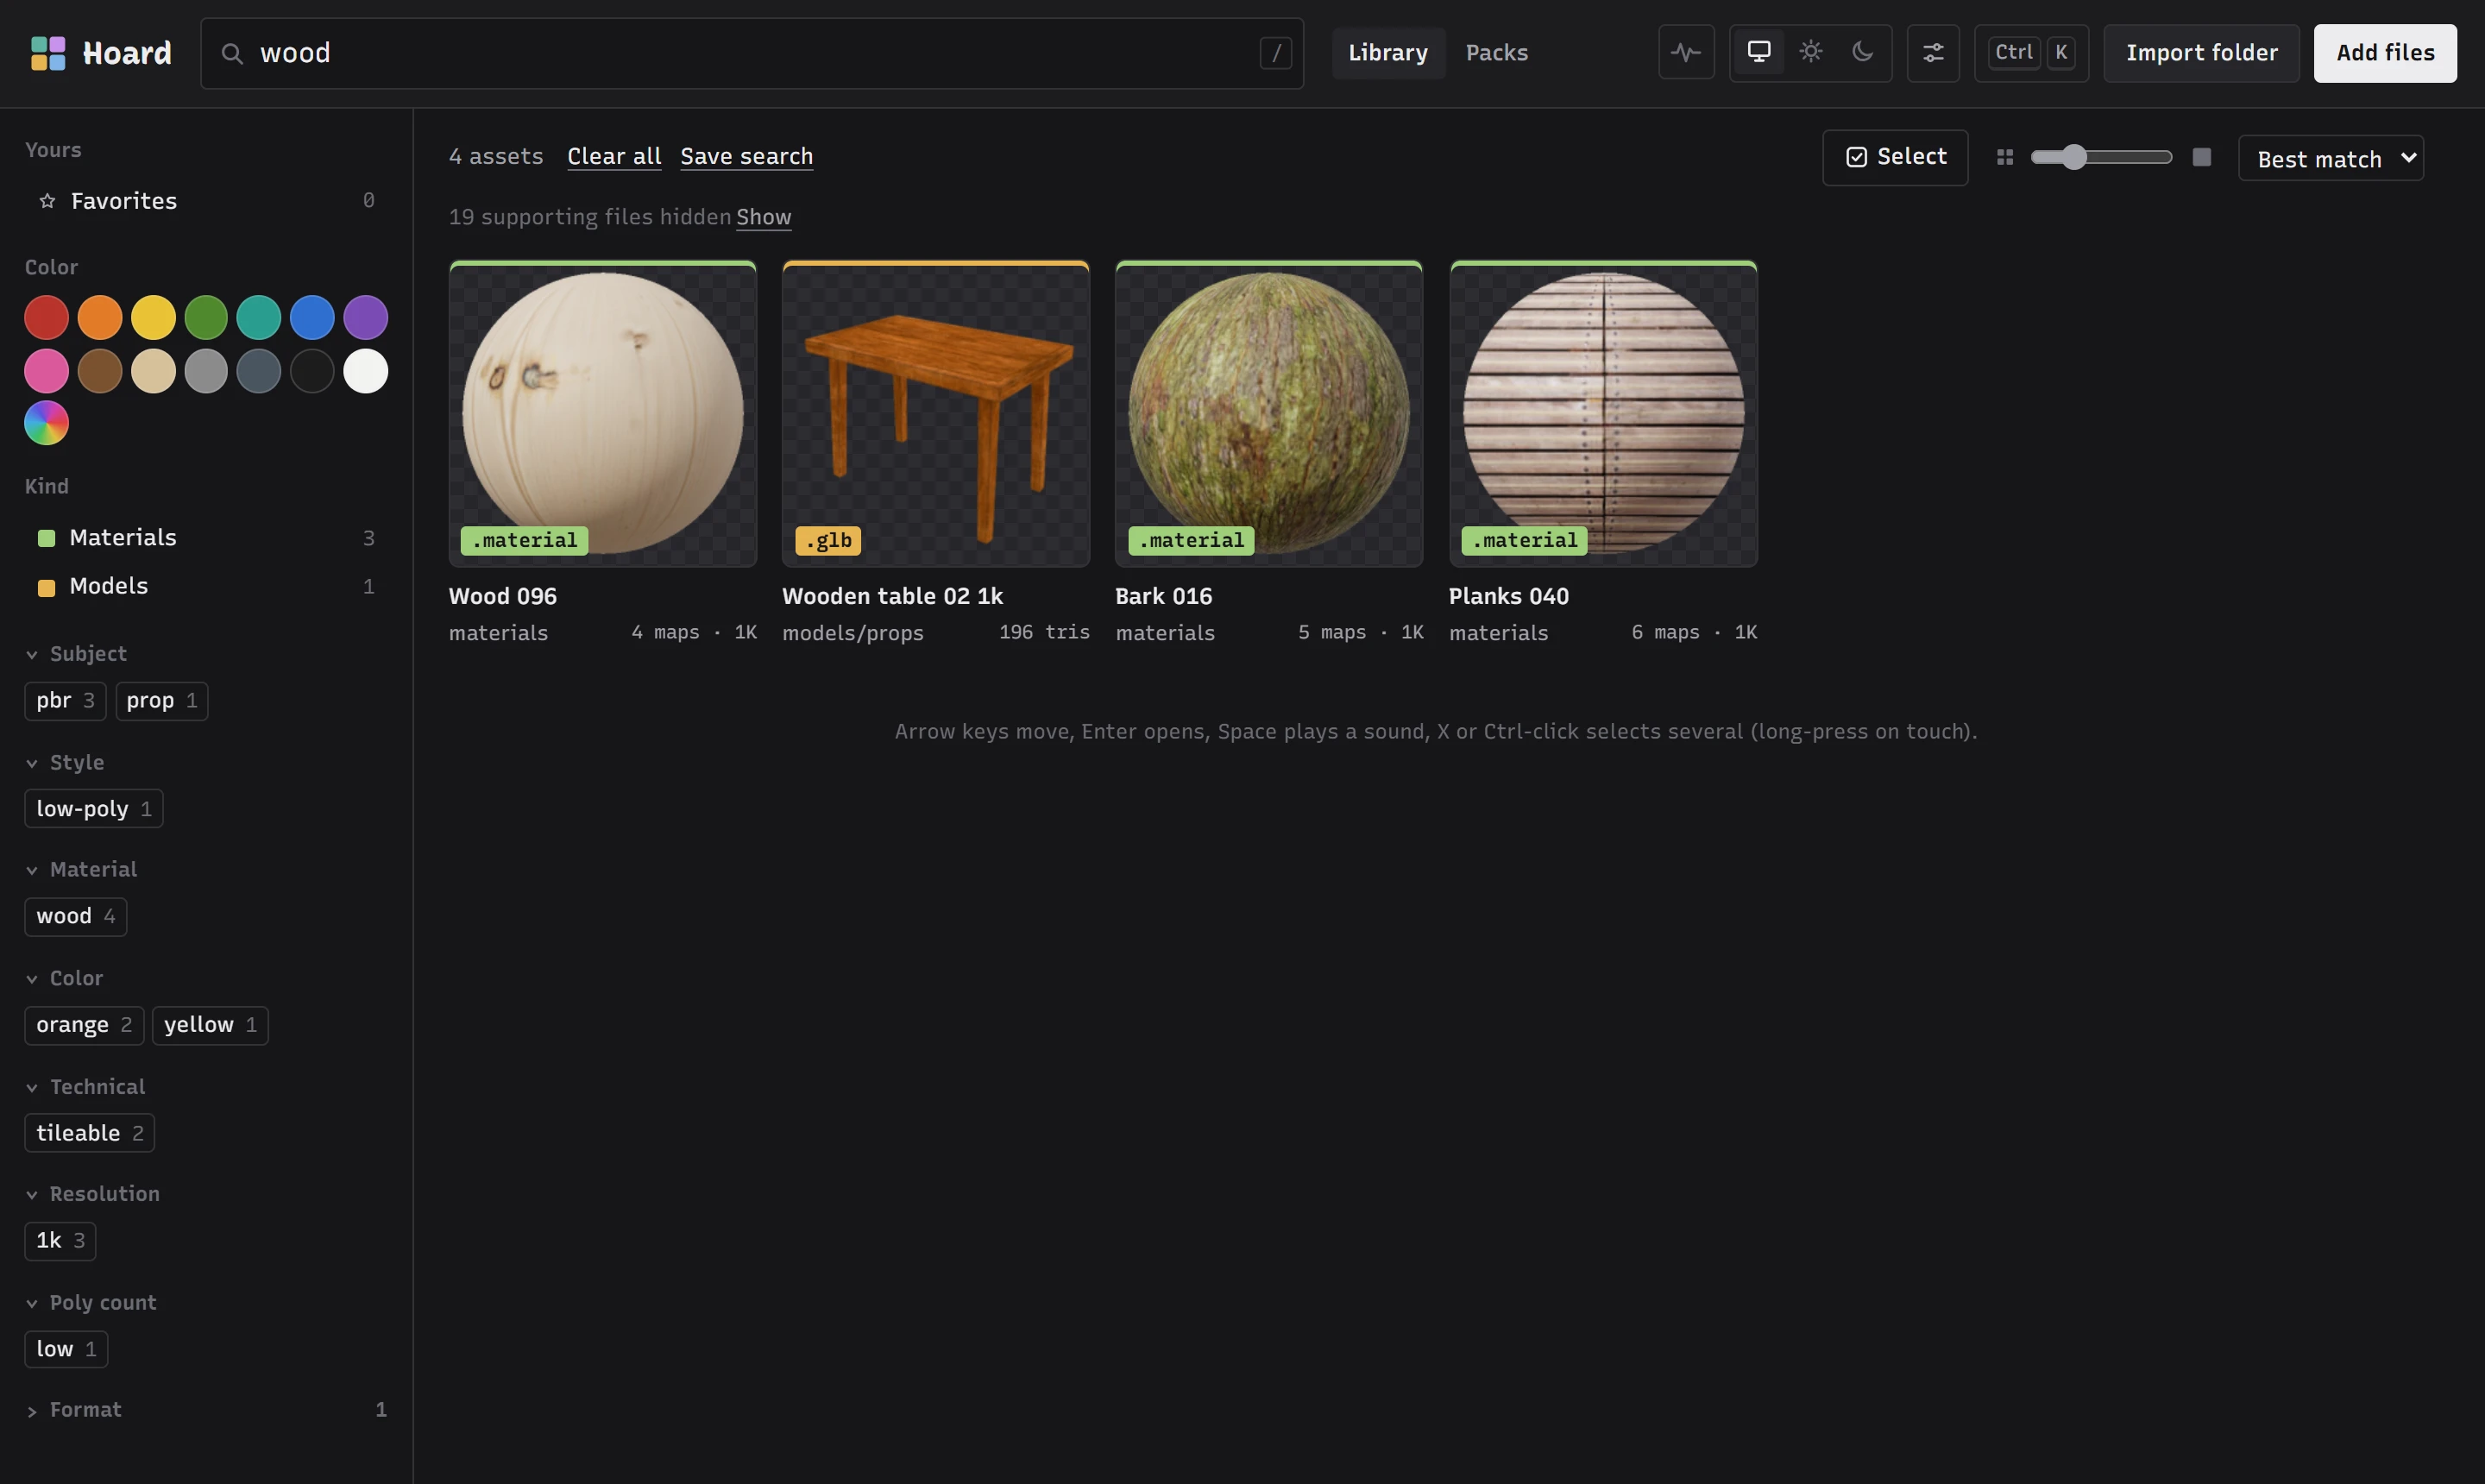 Hoard
wood
/
Library
Packs
Ctrl K
Import folder
Add files
Yours
Favorites 0
Color
Kind
Materials 3
Models 1
Subject
pbr 3 prop 1
Style
low-poly 1
Material
wood 4
Color
orange 2 yellow 1
Technical
tileable 2
Resolution
1k 3
Poly count
low 1
Format 1
4 assets Clear all Save search
Select
Best match
19 supporting files hidden Show
.material
Wood 096
materials 4 maps · 1K
.glb
Wooden table 02 1k
models/props 196 tris
.material
Bark 016
materials 5 maps · 1K
.material
Planks 040
materials 6 maps · 1K
Arrow keys move, Enter opens, Space plays a sound, X or Ctrl-click selects several (long-press on touch).